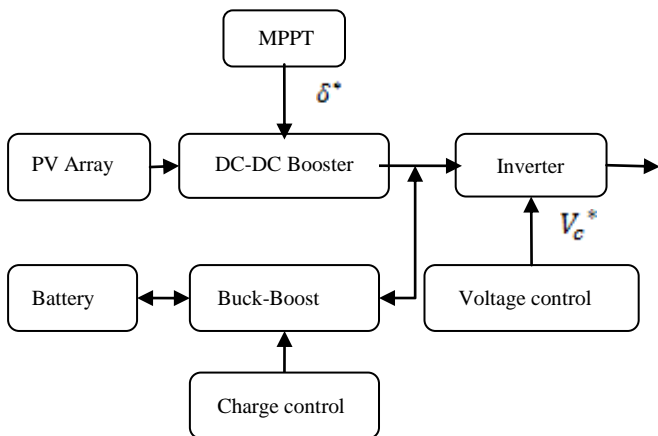 MPPT
δ*
PV Array
DC-DC Booster
Inverter
V_c*
Battery
Buck-Boost
Voltage control
Charge control